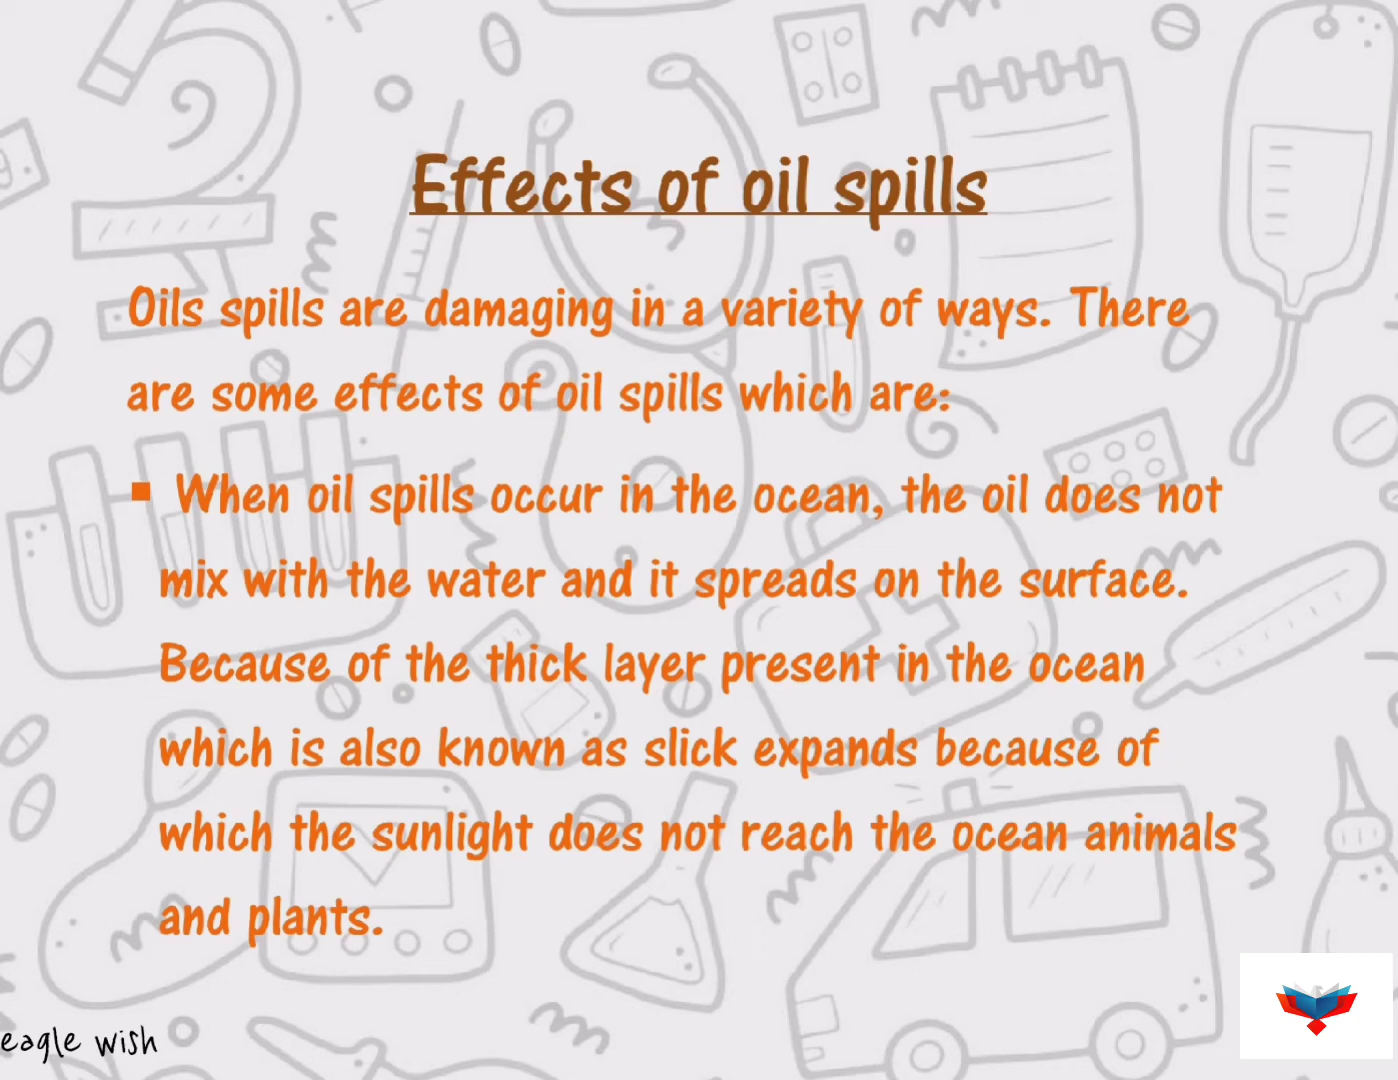 Effects of oil spills
Oils spills are damaging in a variety of ways. There
are some effects of oil spills which are:
▪ When oil spills occur in the ocean, the oil does not
mix with the water and it spreads on the surface.
Because of the thick layer present in the ocean
which is also known as slick expands because of
which the sunlight does not reach the ocean animals
and plants.
eagle wish